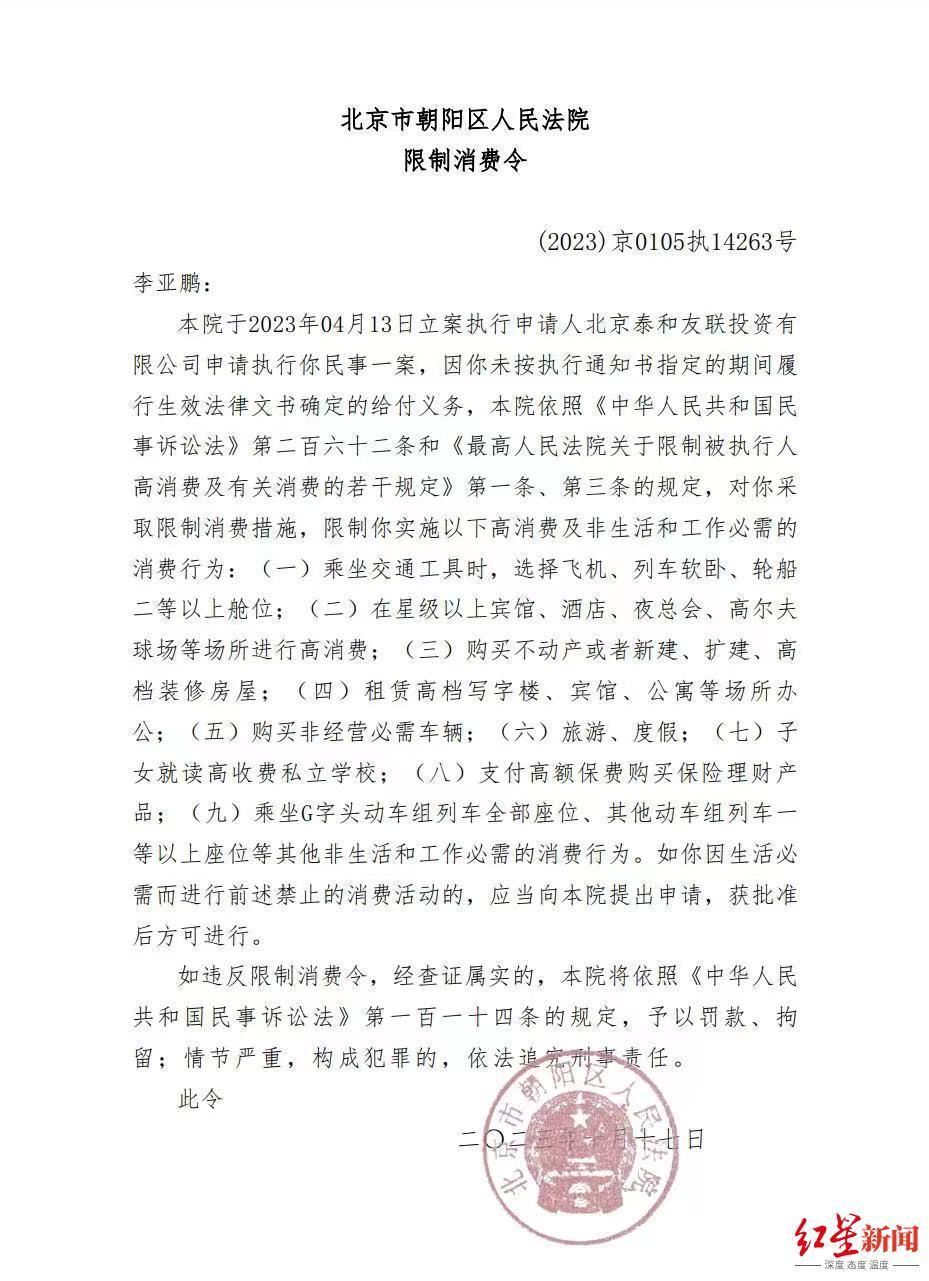 北京市朝阳区人民法院
限制消费令
(2023)京0105执14263号
李亚鹏：
本院于2023年04月13日立案执行申请人北京泰和友联投资有
限公司申请执行你民事一案，因你未按执行通知书指定的期间履
行生效法律文书确定的给付义务，本院依照《中华人民共和国民
事诉讼法》第二百六十二条和《最高人民法院关于限制被执行人
高消费及有关消费的若干规定》第一条、第三条的规定，对你采
取限制消费措施，限制你实施以下高消费及非生活和工作必需的
消费行为：（一）乘坐交通工具时，选择飞机、列车软卧、轮船
二等以上舱位；（二）在星级以上宾馆、酒店、夜总会、高尔夫
球场等场所进行高消费；（三）购买不动产或者新建、扩建、高
档装修房屋；（四）租赁高档写字楼、宾馆、公寓等场所办
公；（五）购买非经营必需车辆；（六）旅游、度假；（七）子
女就读高收费私立学校；（八）支付高额保费购买保险理财产
品；（九）乘坐G字头动车组列车全部座位、其他动车组列车一
等以上座位等其他非生活和工作必需的消费行为。如你因生活必
需而进行前述禁止的消费活动的，应当向本院提出申请，获批准
后方可进行。
如违反限制消费令，经查证属实的，本院将依照《中华人民
共和国民事诉讼法》第一百一十四条的规定，予以罚款、拘
留；情节严重，构成犯罪的，依法追究刑事责任。
此令
二〇二三年十月十七日
北京市朝阳区人民法院
红星新闻
深度 态度 温度